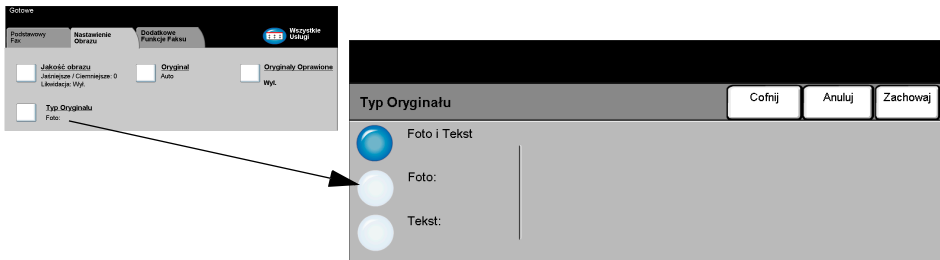 Gotowe
Podstawowy
Fax
Nastawienie
Obrazu
Dodatkowe
Funkcje Faksu
Wszystkie
Usługi
Jakość obrazu
Jaśniejsze / Ciemniejsze: 0
Likwidacja: Wył.
Oryginał
Auto
Oryginały Oprawione
Wył.
Typ Oryginału
Foto:
Typ Oryginału
Cofnij
Anuluj
Zachowaj
Foto i Tekst
Foto:
Tekst: